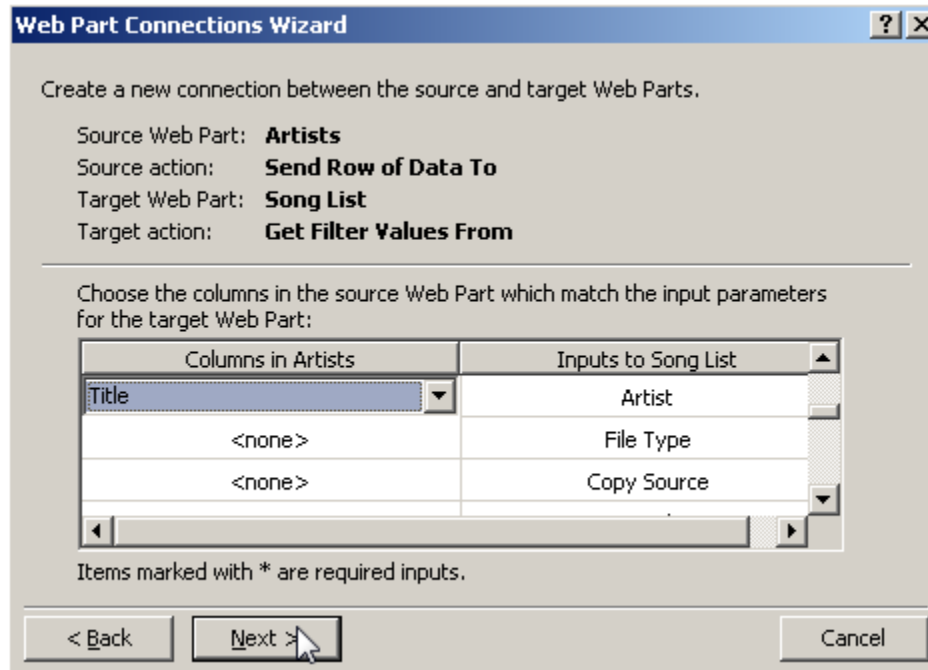 Web Part Connections Wizard
Create a new connection between the source and target Web Parts.
Source Web Part: Artists
Source action: Send Row of Data To
Target Web Part: Song List
Target action: Get Filter Values From
Choose the columns in the source Web Part which match the input parameters
for the target Web Part:
Columns in Artists Inputs to Song List
Title Artist
<none> File Type
<none> Copy Source
Items marked with * are required inputs.
< Back Next > Cancel